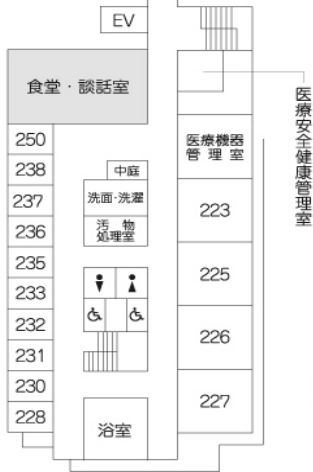 EV
食堂・談話室
医療安全健康管理室
250
医療機器
管理室
238
中庭
237
洗面・洗濯
223
236
汚物
処理室
235
225
233
232
226
231
230
227
228
浴室